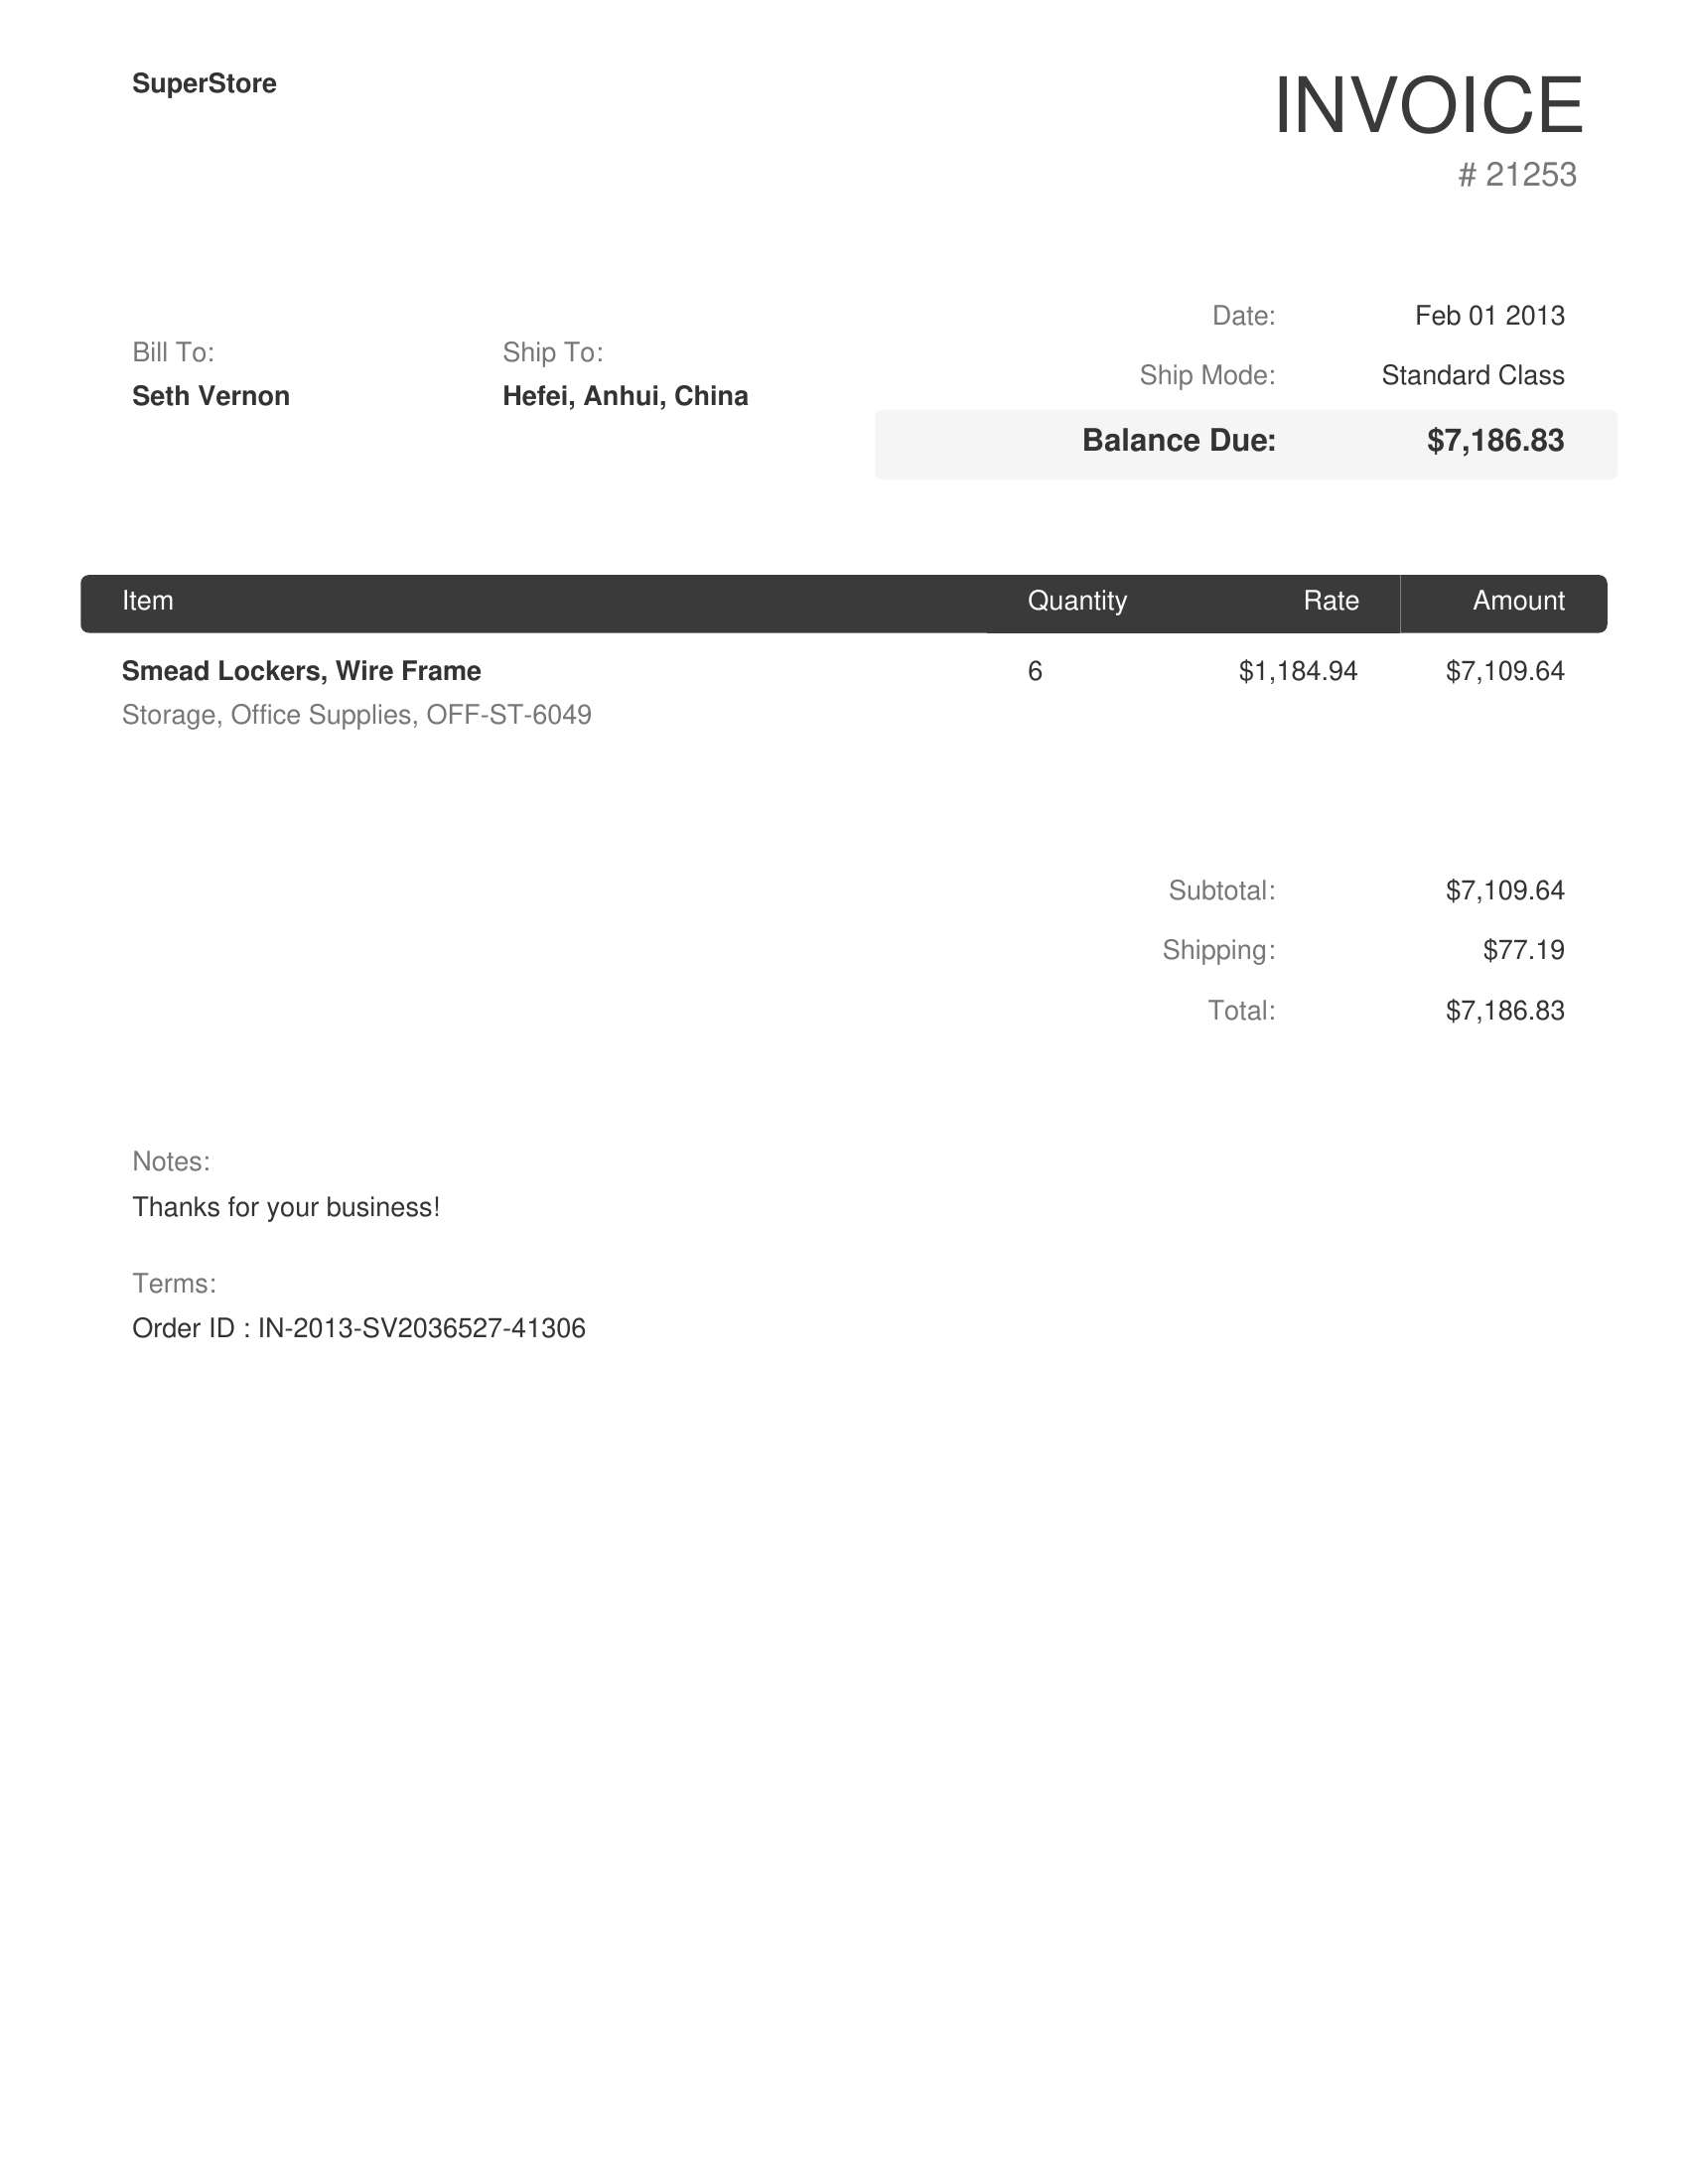 SuperStore
INVOICE
# 21253
Date: Feb 01 2013
Bill To:
Seth Vernon
Ship To:
Hefei, Anhui, China
Ship Mode: Standard Class
Balance Due: $7,186.83
Item Quantity Rate Amount
Smead Lockers, Wire Frame 6 $1,184.94 $7,109.64
Storage, Office Supplies, OFF-ST-6049
Subtotal: $7,109.64
Shipping: $77.19
Total: $7,186.83
Notes:
Thanks for your business!
Terms:
Order ID : IN-2013-SV2036527-41306